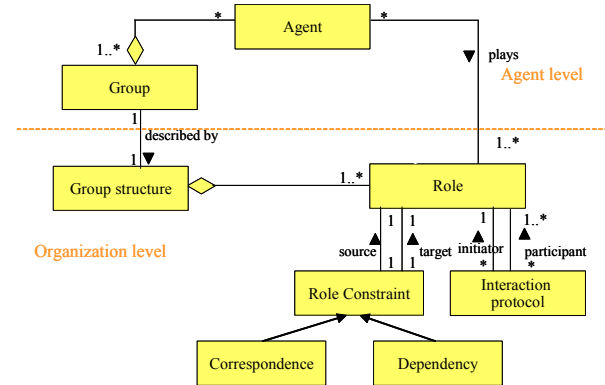 * Agent *
1..*
plays
Agent level
Group
1
described by
1
1..*
Group structure
1..*
Role
Organization level
1 1 1 1..*
source target initiator participant
1 1 * *
Role Constraint
Interaction
protocol
Correspondence
Dependency